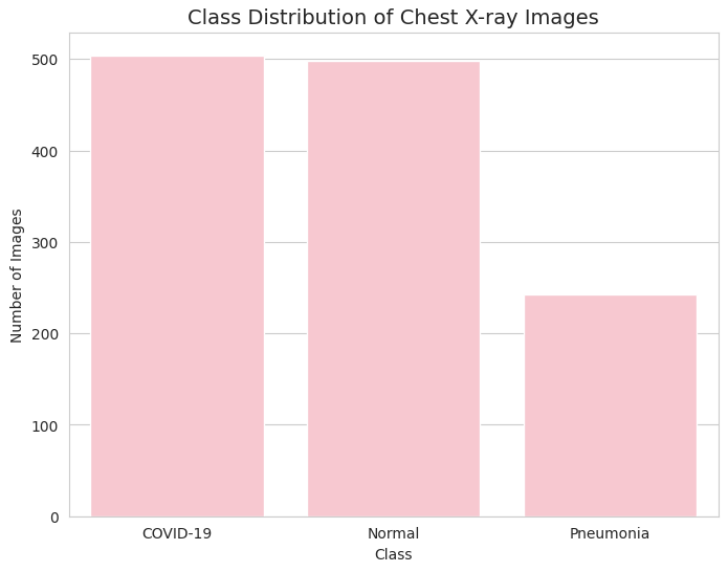 Class Distribution of Chest X-ray Images
Number of Images
500
400
300
200
100
0
COVID-19 Normal Pneumonia
Class